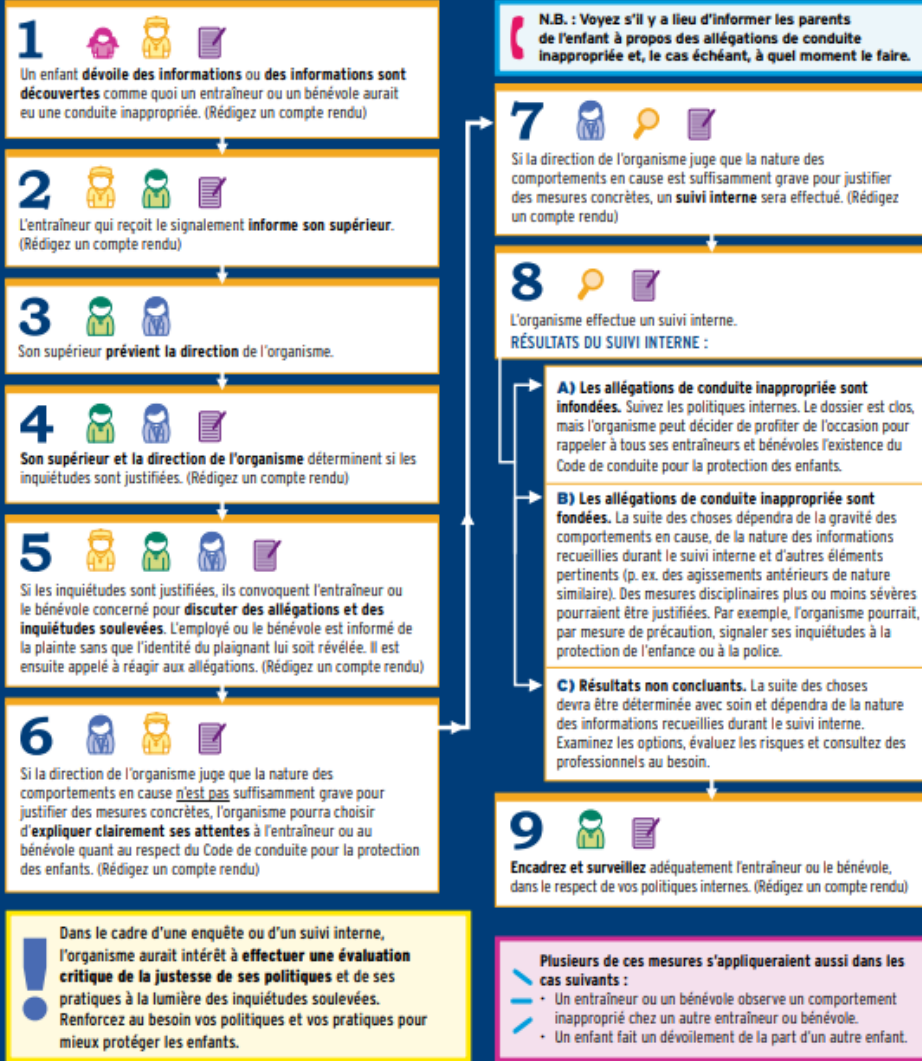 1
Un enfant dévoile des informations ou des informations sont
découvertes comme quoi un entraîneur ou un bénévole aurait
eu une conduite inappropriée. (Rédigez un compte rendu)
2
L'entraîneur qui reçoit le signalement informe son supérieur.
(Rédigez un compte rendu)
3
Son supérieur prévient la direction de l'organisme.
4
Son supérieur et la direction de l'organisme déterminent si les
inquiétudes sont justifiées. (Rédigez un compte rendu)
5
Si les inquiétudes sont justifiées, ils convoquent l'entraîneur ou
le bénévole concerné pour discuter des allégations et des
inquiétudes soulevées. L'employé ou le bénévole est informé de
la plainte sans que l'identité du plaignant lui soit révélée. Il est
ensuite appelé à réagir aux allégations. (Rédigez un compte rendu)
6
Si la direction de l'organisme juge que la nature des
comportements en cause n'est pas suffisamment grave pour
justifier des mesures concrètes, l'organisme pourra choisir
d'expliquer clairement ses attentes à l'entraîneur ou au
bénévole quant au respect du Code de conduite pour la protection
des enfants. (Rédigez un compte rendu)
Dans le cadre d'une enquête ou d'un suivi interne,
l'organisme aurait intérêt à effectuer une évaluation
critique de la justesse de ses politiques et de ses
pratiques à la lumière des inquiétudes soulevées.
Renforcez au besoin vos politiques et vos pratiques pour
mieux protéger les enfants.
N.B. : Voyez s'il y a lieu d'informer les parents
de l'enfant à propos des allégations de conduite
inappropriée et, le cas échéant, à quel moment le faire.
7
Si la direction de l'organisme juge que la nature des
comportements en cause est suffisamment grave pour justifier
des mesures concrètes, un suivi interne sera effectué. (Rédigez
un compte rendu)
8
L'organisme effectue un suivi interne.
RÉSULTATS DU SUIVI INTERNE :
A) Les allégations de conduite inappropriée sont
infondées. Suivez les politiques internes. Le dossier est clos,
mais l'organisme peut décider de profiter de l'occasion pour
rappeler à tous ses entraîneurs et bénévoles l'existence du
Code de conduite pour la protection des enfants.
B) Les allégations de conduite inappropriée sont
fondées. La suite des choses dépendra de la gravité des
comportements en cause, de la nature des informations
recueillies durant le suivi interne et d'autres éléments
pertinents (p. ex. des agissements antérieurs de nature
similaire). Des mesures disciplinaires plus ou moins sévères
pourraient être justifiées. Par exemple, l'organisme pourrait,
par mesure de précaution, signaler ses inquiétudes à la
protection de l'enfance ou à la police.
C) Résultats non concluants. La suite des choses
devra être déterminée avec soin et dépendra de la nature
des informations recueillies durant le suivi interne.
Examinez les options, évaluez les risques et consultez des
professionnels au besoin.
9
Encadrez et surveillez adéquatement l'entraîneur ou le bénévole,
dans le respect de vos politiques internes. (Rédigez un compte rendu)
Plusieurs de ces mesures s'appliqueraient aussi dans les
cas suivants :
• Un entraîneur ou un bénévole observe un comportement
inapproprié chez un autre entraîneur ou bénévole.
• Un enfant fait un dévoilement de la part d'un autre enfant.